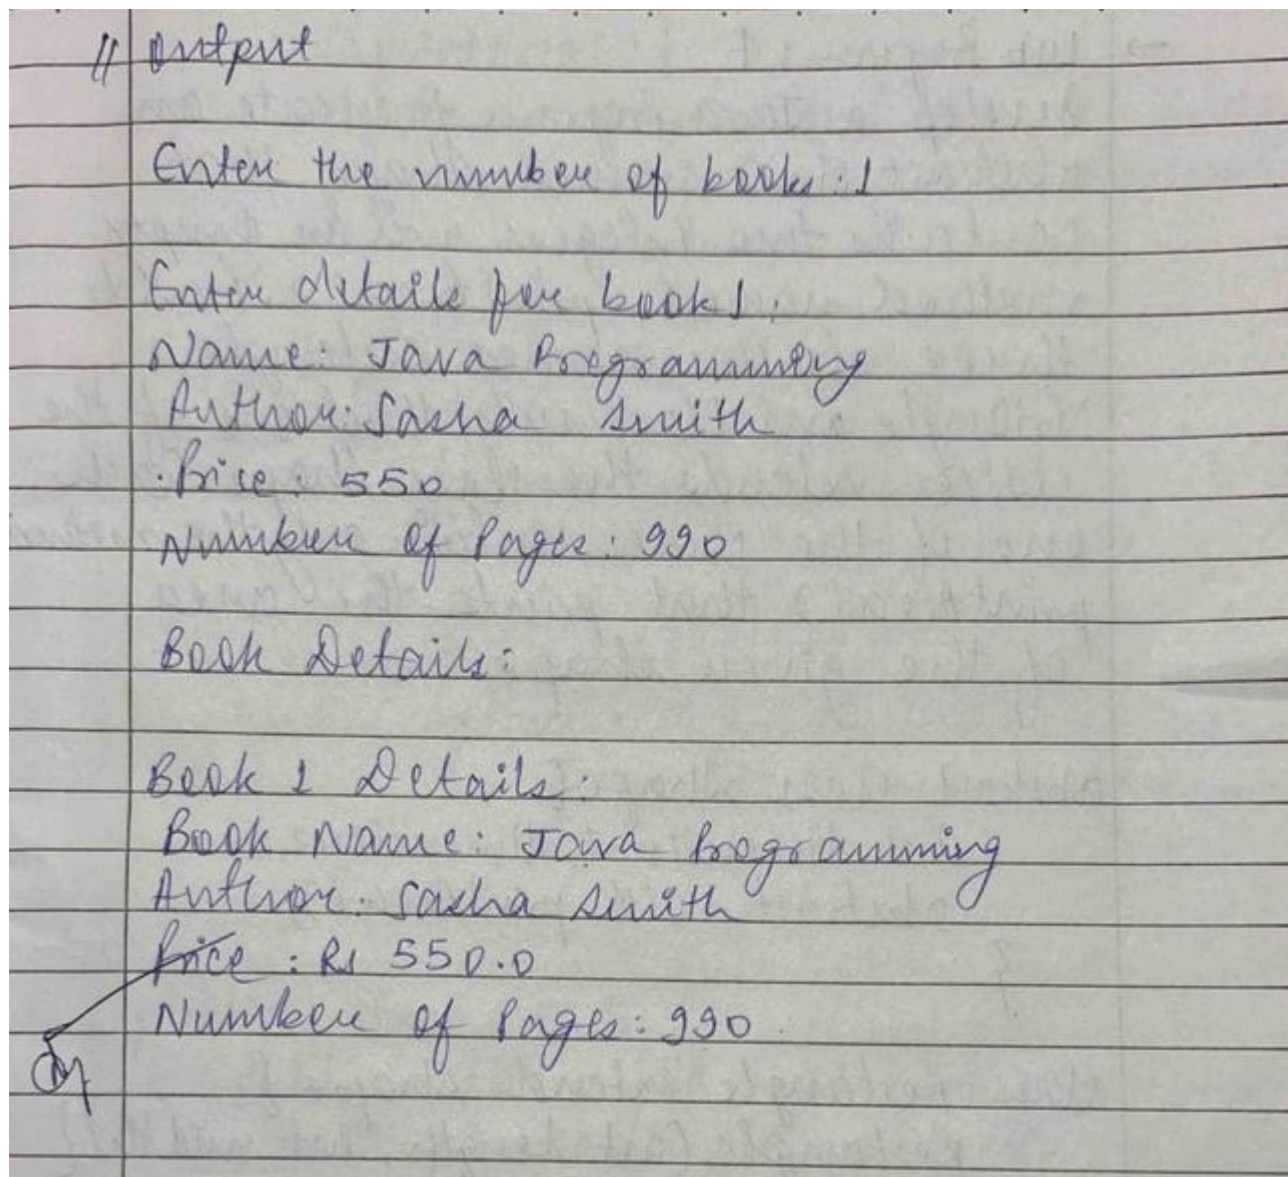 // Output
Enter the number of books: 1
Enter details for book 1:
Name: Java Programming
Author: Sasha Smith
Price: 550
Number of Pages: 990
Book Details:
Book 1 Details:
Book Name: Java Programming
Author: Sasha Smith
Price: Rs 550.0
Number of Pages: 990